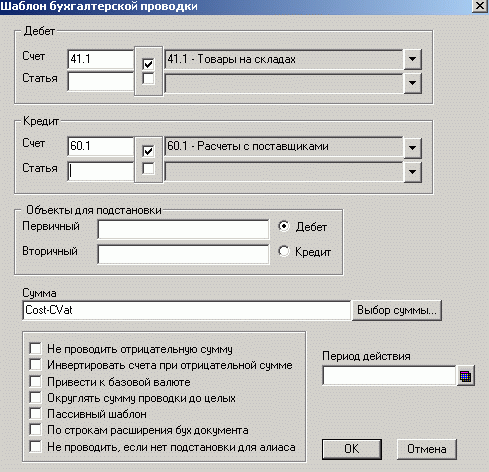 Шаблон бухгалтерской проводки
Дебет
Счет 41.1 41.1 - Товары на складах
Статья
Кредит
Счет 60.1 60.1 - Расчеты с поставщиками
Статья
Объекты для подстановки
Первичный Дебет
Вторичный Кредит
Сумма
Cost-CVat Выбор суммы...
Не проводить отрицательную сумму
Инвертировать счета при отрицательной сумме
Привести к базовой валюте
Округлять сумму проводки до целых
Пассивный шаблон
По строкам расширения бух документа
Не проводить, если нет подстановки для алиаса
Период действия
OK Отмена